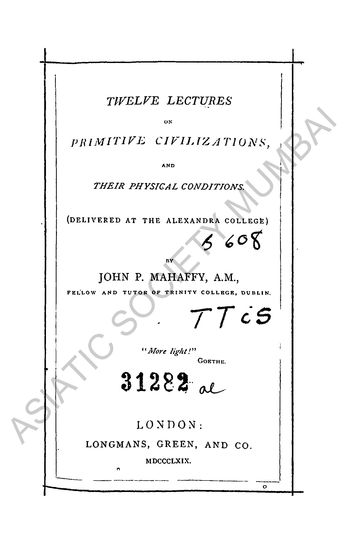 TWELVE LECTURES
ON
PRIMITIVE CIVILIZATIONS,
AND
THEIR PHYSICAL CONDITIONS.
(DELIVERED AT THE ALEXANDRA COLLEGE)
5608
BY
JOHN P. MAHAFFY, A.M.,
FELLOW AND TUTOR OF TRINITY COLLEGE, DUBLIN.
"More light!"
GOETHE.
31282
LONDON:
LONGMANS, GREEN, AND CO.
MDCCCLXIX.
ASIATIC SOCIETY MUMBAI